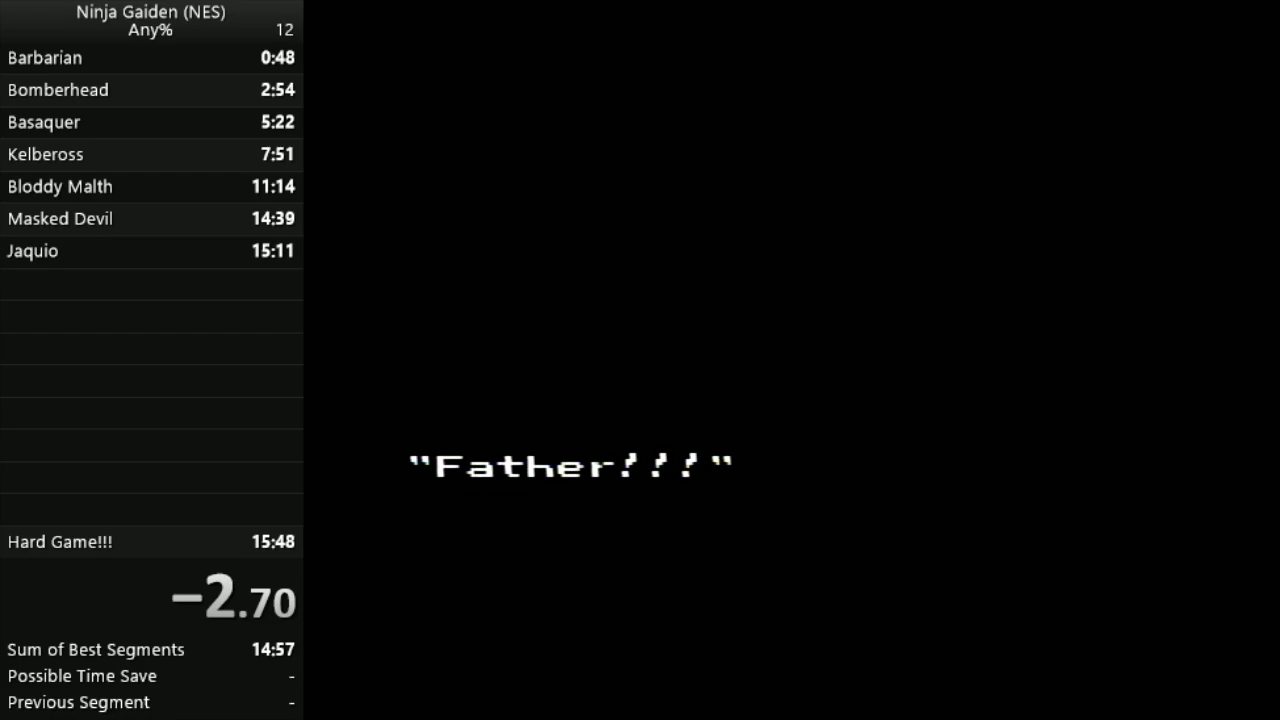 Ninja Gaiden (NES)
Any% 12
Barbarian 0:48
Bomberhead 2:54
Basaquer 5:22
Kelbeross 7:51
Bloddy Malth 11:14
Masked Devil 14:39
Jaquio 15:11
"Father!!!"
Hard Game!!! 15:48
−2.70
Sum of Best Segments 14:57
Possible Time Save -
Previous Segment -